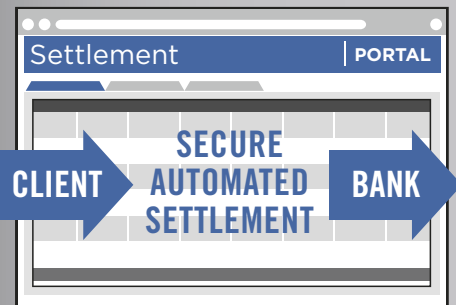 Settlement
PORTAL
CLIENT
SECURE
AUTOMATED
SETTLEMENT
BANK